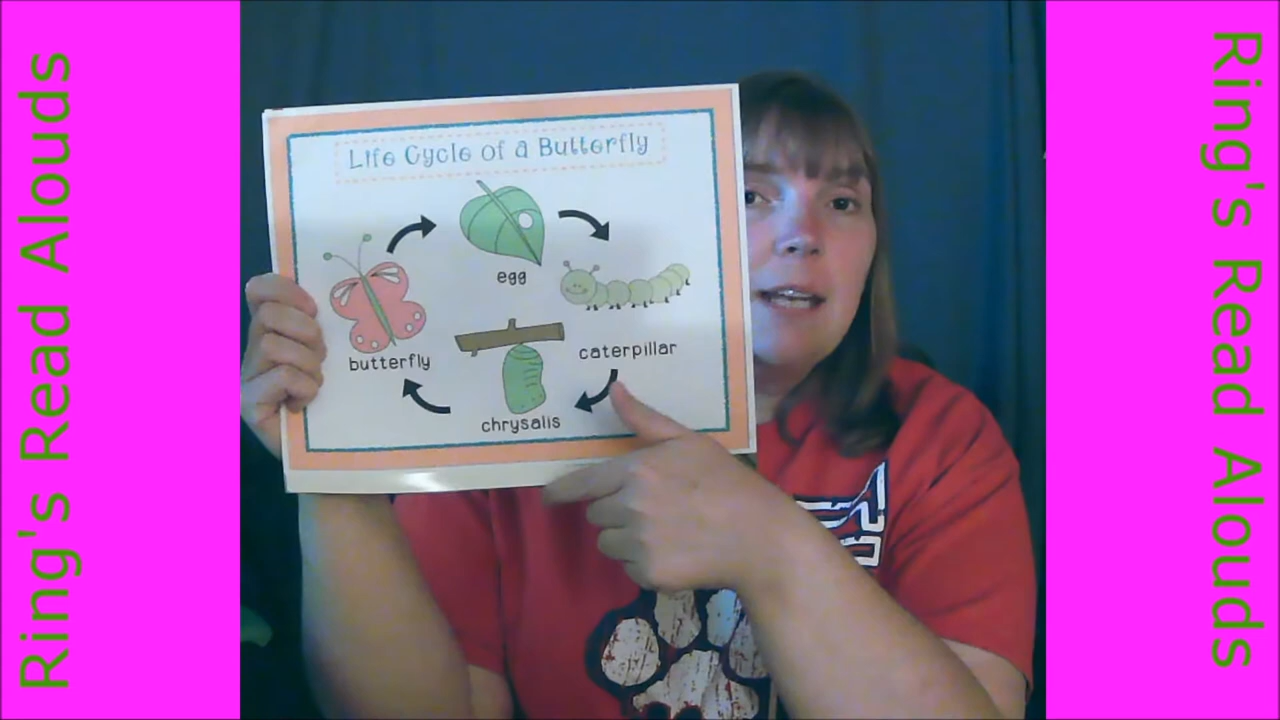 Ring's Read Alouds
Life Cycle of a Butterfly
egg
caterpillar
butterfly
chrysalis
Ring's Read Alouds